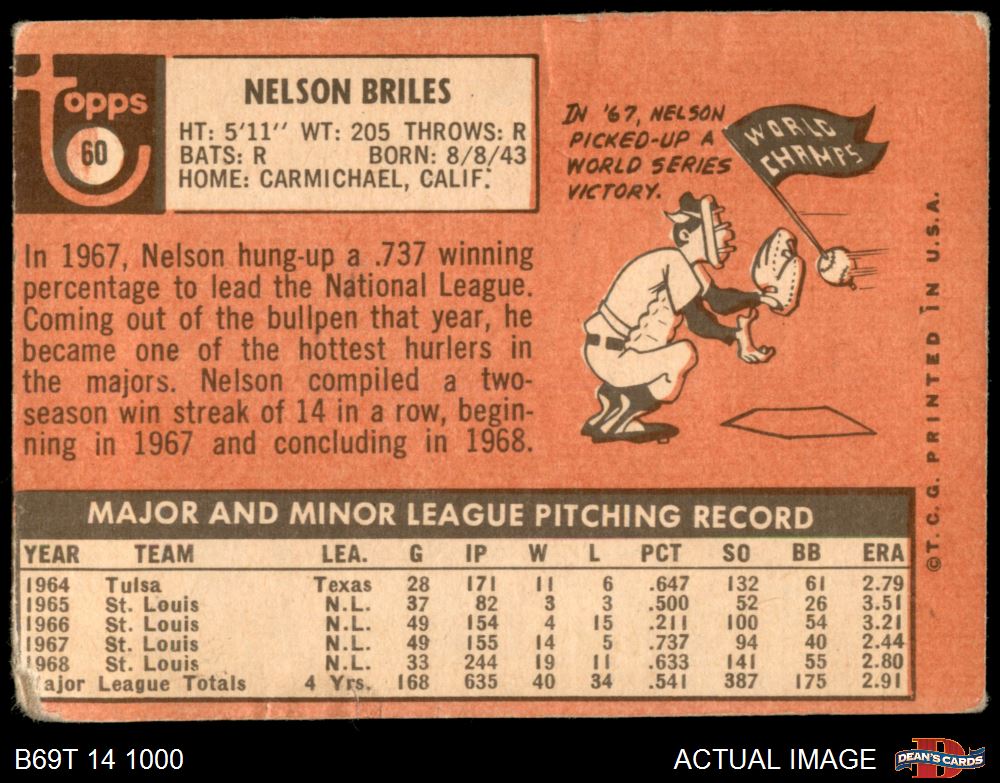 topps
60
NELSON BRILES
HT: 5'11" WT: 205 THROWS: R
BATS: R BORN: 8/8/43
HOME: CARMICHAEL, CALIF.
In 1967, Nelson hung-up a .737 winning
percentage to lead the National League.
Coming out of the bullpen that year, he
became one of the hottest hurlers in
the majors. Nelson compiled a two-
season win streak of 14 in a row, begin-
ning in 1967 and concluding in 1968.
IN '67, NELSON
PICKED-UP A
WORLD SERIES
VICTORY.
WORLD
CHAMPS
©T.C.G. PRINTED IN U.S.A.
MAJOR AND MINOR LEAGUE PITCHING RECORD
YEAR TEAM LEA. G IP W L PCT SO BB ERA
1964 Tulsa Texas 28 171 11 6 .647 132 61 2.79
1965 St. Louis N.L. 37 82 3 3 .500 52 26 3.51
1966 St. Louis N.L. 49 154 4 15 .211 100 54 3.21
1967 St. Louis N.L. 49 155 14 5 .737 94 40 2.44
1968 St. Louis N.L. 33 244 19 11 .633 141 55 2.80
ajor League Totals 4 Yrs. 168 635 40 34 .541 387 175 2.91
B69T 14 1000
ACTUAL IMAGE
D
DEAN'S CARDS